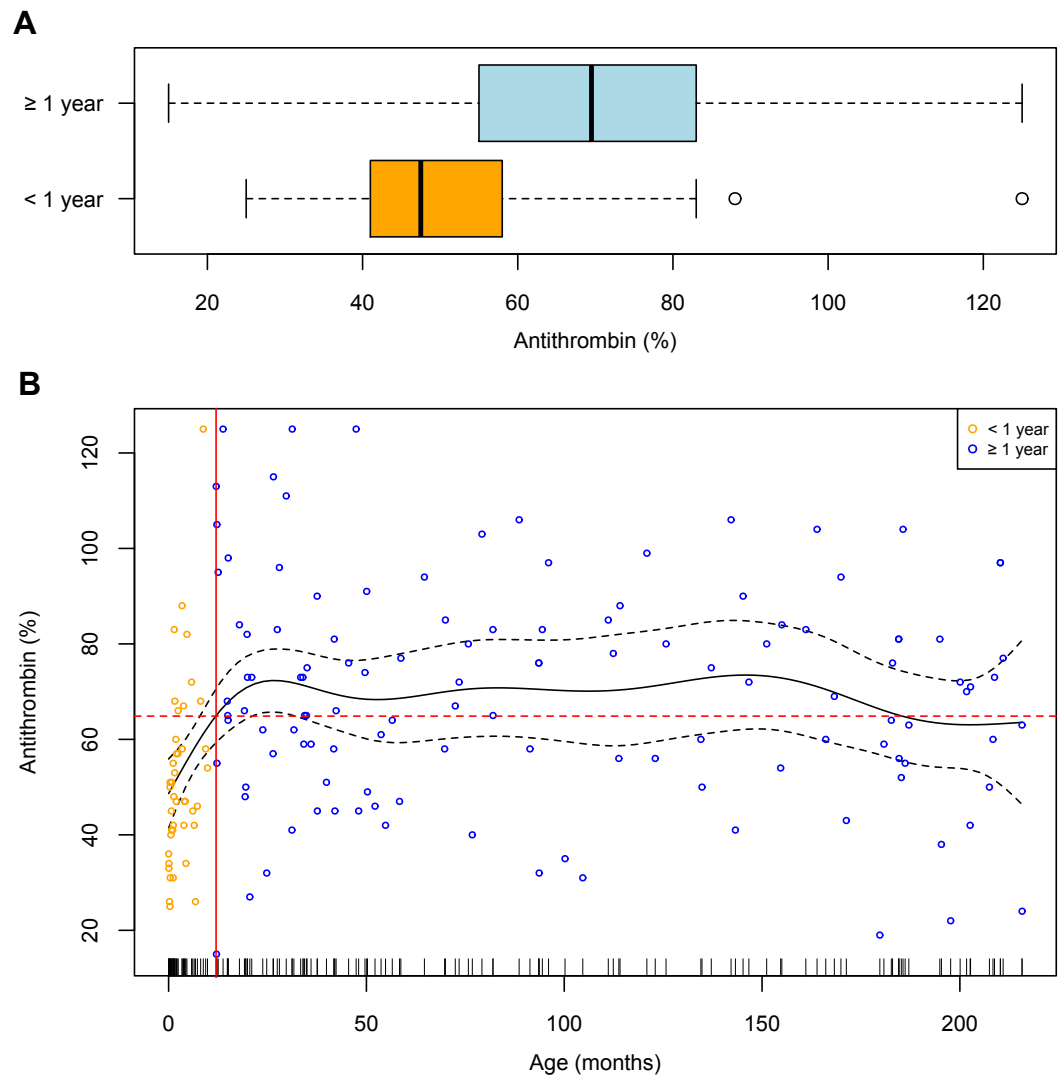 A
≥ 1 year
< 1 year
20 40 60 80 100 120
Antithrombin (%)
B
< 1 year
≥ 1 year
120
100
80
60
40
20
Antithrombin (%)
0 50 100 150 200
Age (months)